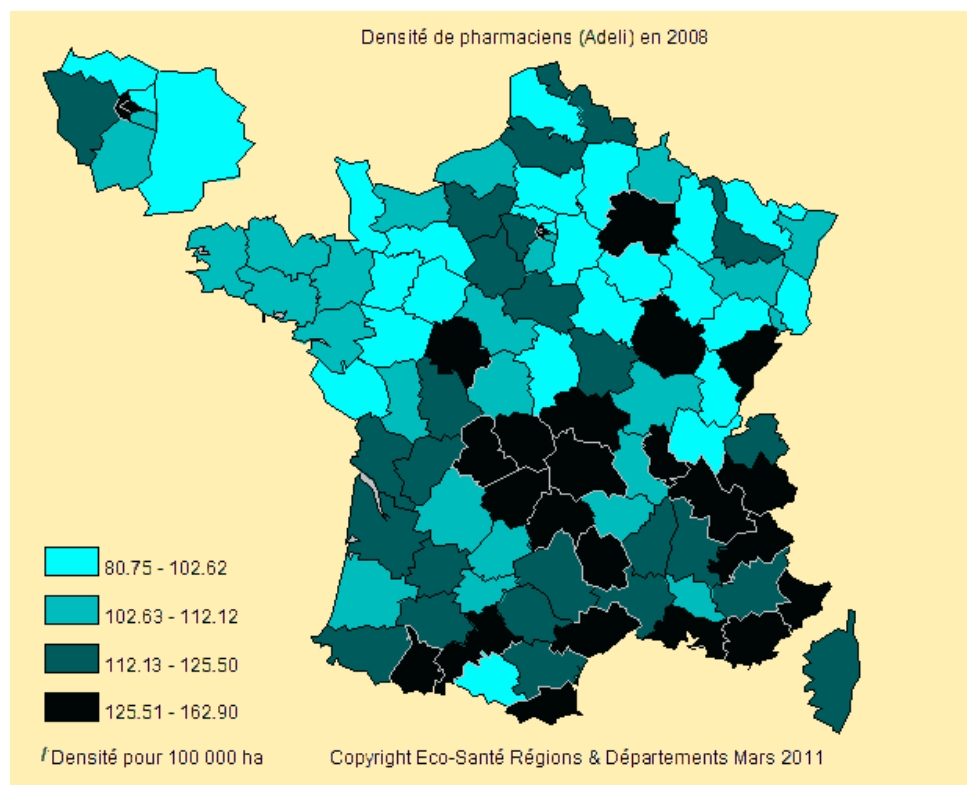 Densité de pharmaciens (Adeli) en 2008
80.75 - 102.62
102.63 - 112.12
112.13 - 125.50
125.51 - 162.90
Densité pour 100 000 ha
Copyright Eco-Santé Régions & Départements Mars 2011